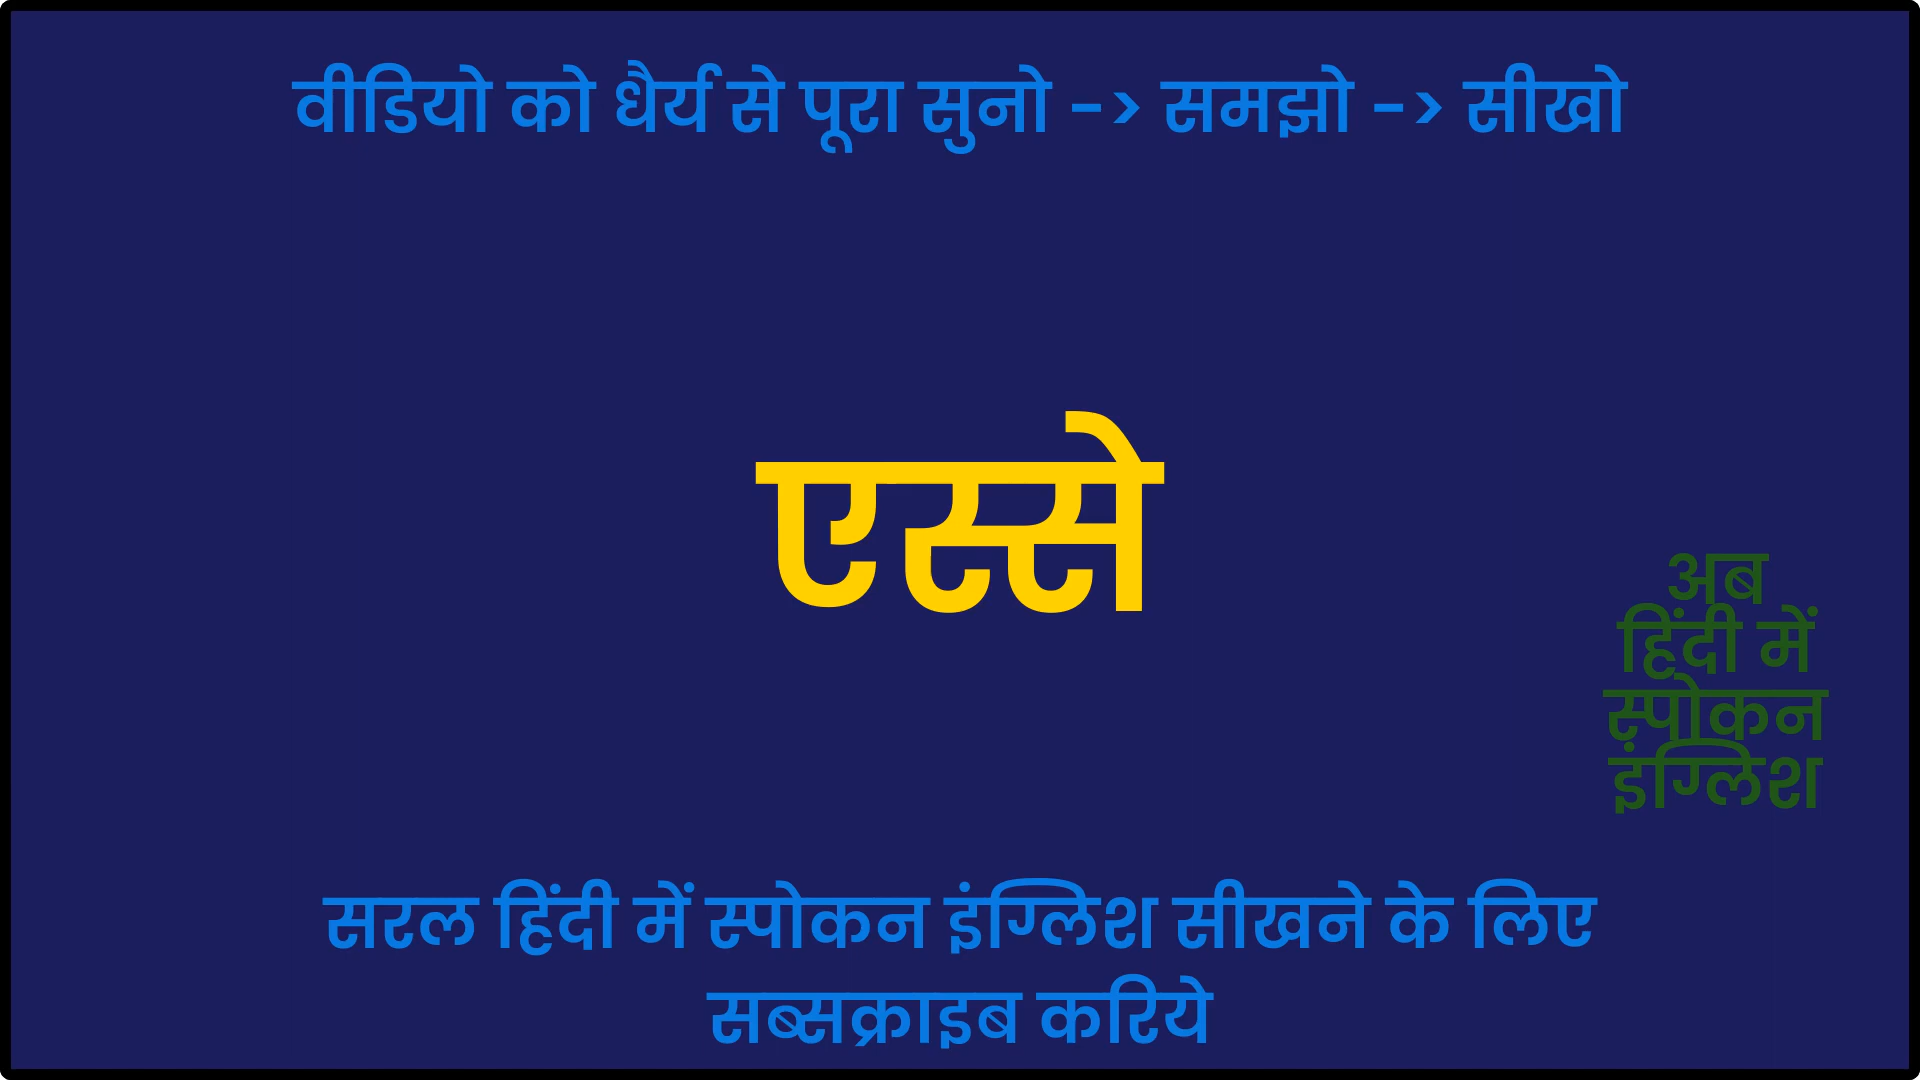 वीडियो को धैर्य से पूरा सुनो -> समझो -> सीखो
एस्से
अब
हिंदी में
स्पोकन
इंग्लिश
सरल हिंदी में स्पोकन इंग्लिश सीखने के लिए
सब्सक्राइब करिये